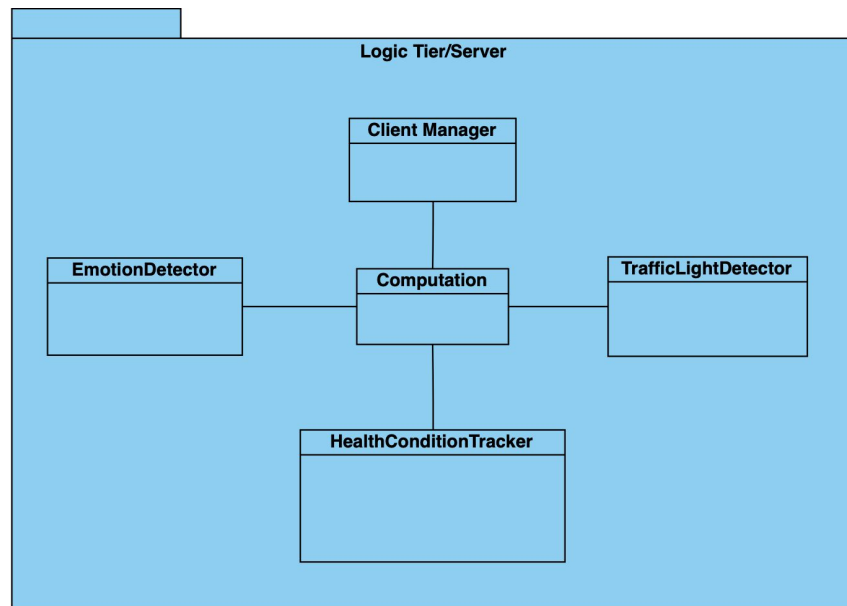 Logic Tier/Server
Client Manager
EmotionDetector
Computation
TrafficLightDetector
HealthConditionTracker